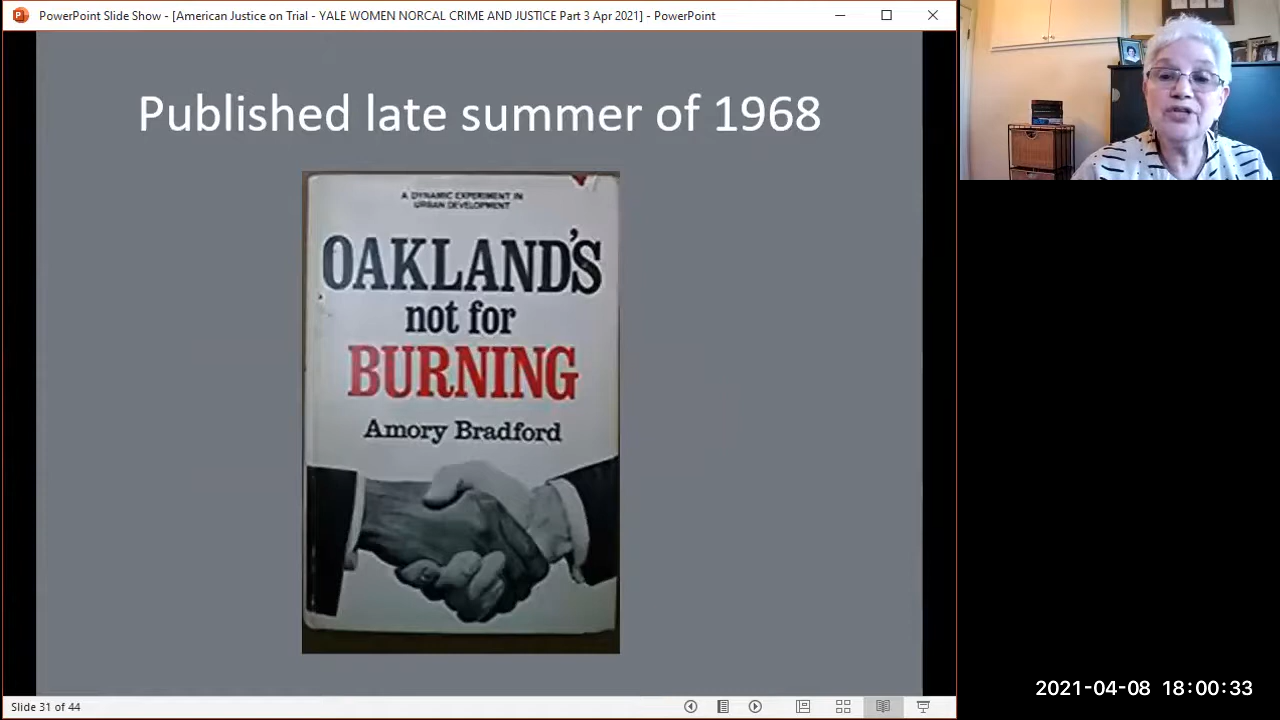 PowerPoint Slide Show - [American Justice on Trial - YALE WOMEN NORCAL CRIME AND JUSTICE Part 3 Apr 2021] - PowerPoint
Published late summer of 1968
A DYNAMIC EXPERIMENT IN
URBAN DEVELOPMENT
OAKLAND'S
not for
BURNING
Amory Bradford
Slide 31 of 44
2021-04-08 18:00:33